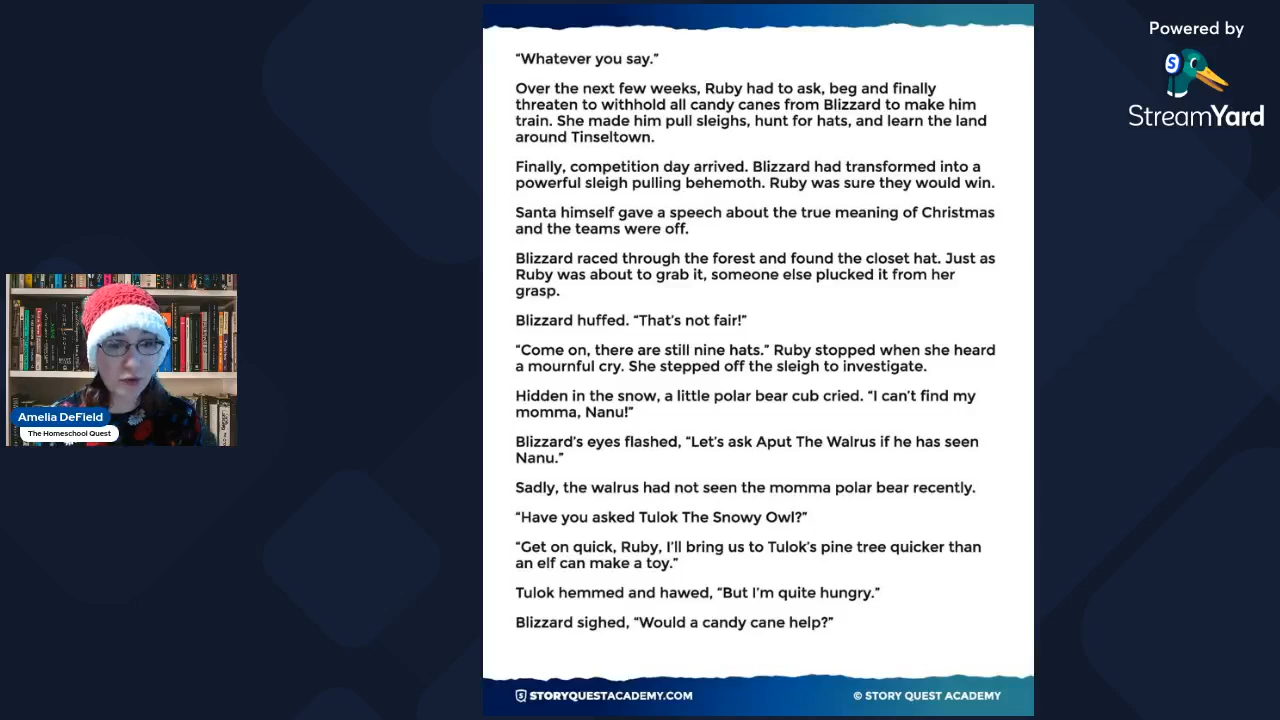 “Whatever you say.”
Over the next few weeks, Ruby had to ask, beg and finally
threaten to withhold all candy canes from Blizzard to make him
train. She made him pull sleighs, hunt for hats, and learn the land
around Tinseltown.
Finally, competition day arrived. Blizzard had transformed into a
powerful sleigh pulling behemoth. Ruby was sure they would win.
Santa himself gave a speech about the true meaning of Christmas
and the teams were off.
Blizzard raced through the forest and found the closet hat. Just as
Ruby was about to grab it, someone else plucked it from her
grasp.
Blizzard huffed. “That’s not fair!”
“Come on, there are still nine hats.” Ruby stopped when she heard
a mournful cry. She stepped off the sleigh to investigate.
Hidden in the snow, a little polar bear cub cried. “I can’t find my
momma, Nanu!”
Blizzard’s eyes flashed, “Let’s ask Aput The Walrus if he has seen
Nanu.”
Sadly, the walrus had not seen the momma polar bear recently.
“Have you asked Tulok The Snowy Owl?”
“Get on quick, Ruby, I’ll bring us to Tulok’s pine tree quicker than
an elf can make a toy.”
Tulok hemmed and hawed, “But I’m quite hungry.”
Blizzard sighed, “Would a candy cane help?”
STORYQUESTACADEMY.COM
© STORY QUEST ACADEMY
Amelia DeField
The Homeschool Quest
Powered by
S
StreamYard